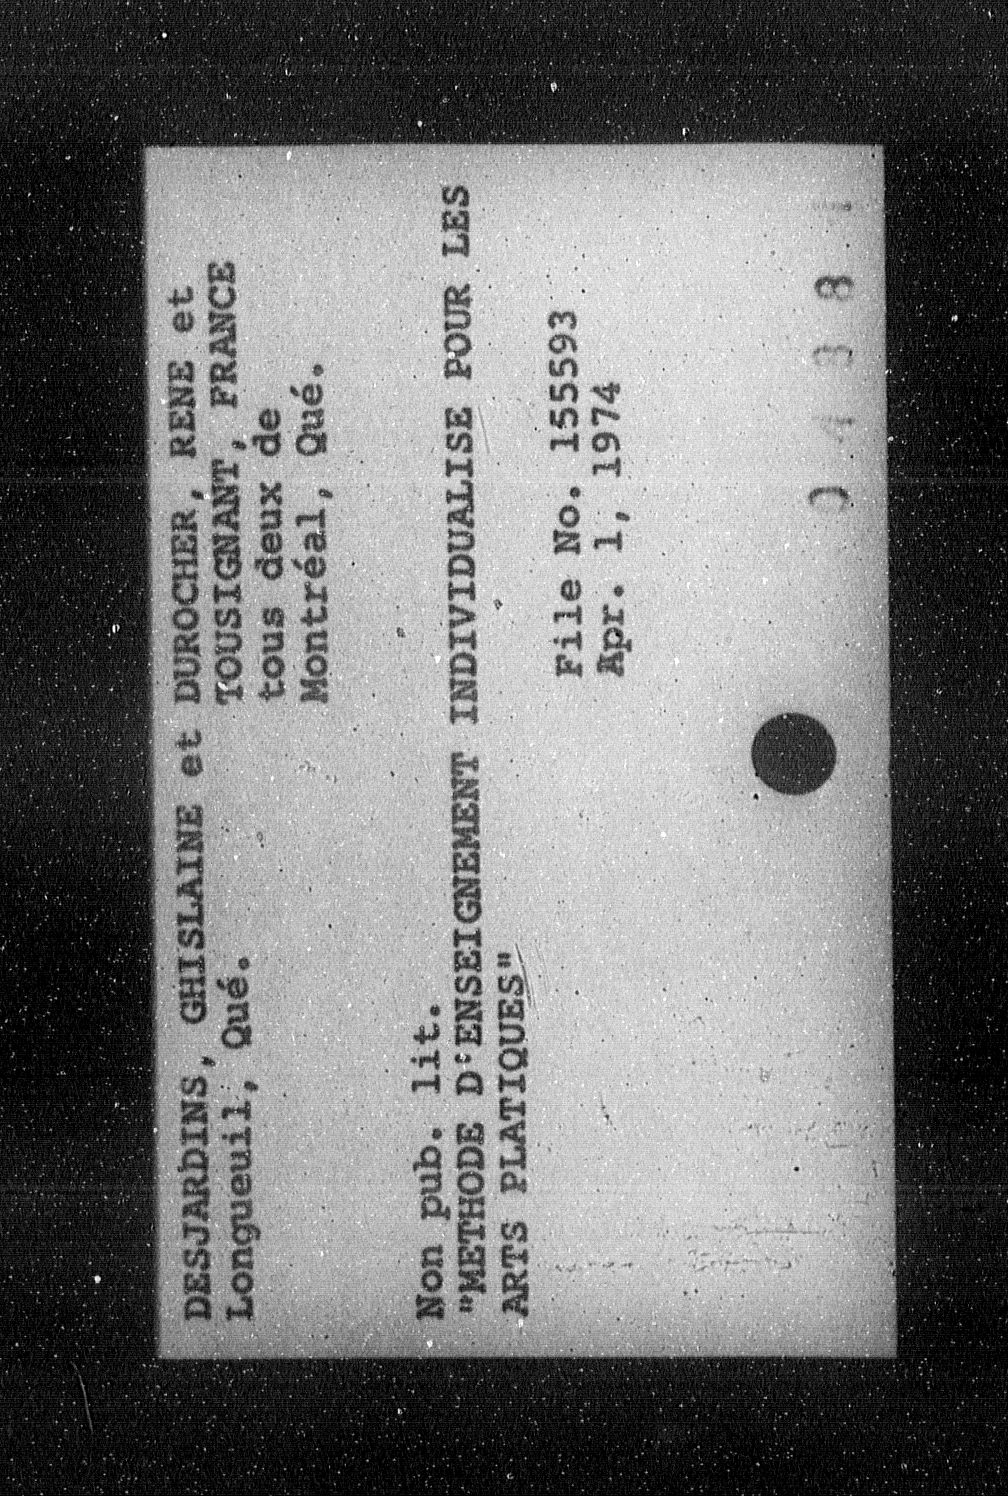 DESJARDINS, GHISLAINE et DUROCHER, RENE et
Longueuil, Qué. TOUSIGNANT, FRANCE
tous deux de
Montréal, Qué.
Non pub. lit.
"METHODE D'ENSEIGNEMENT INDIVIDUALISE POUR LES
ARTS PLATIQUES"
File No. 155593
Apr. 1, 1974